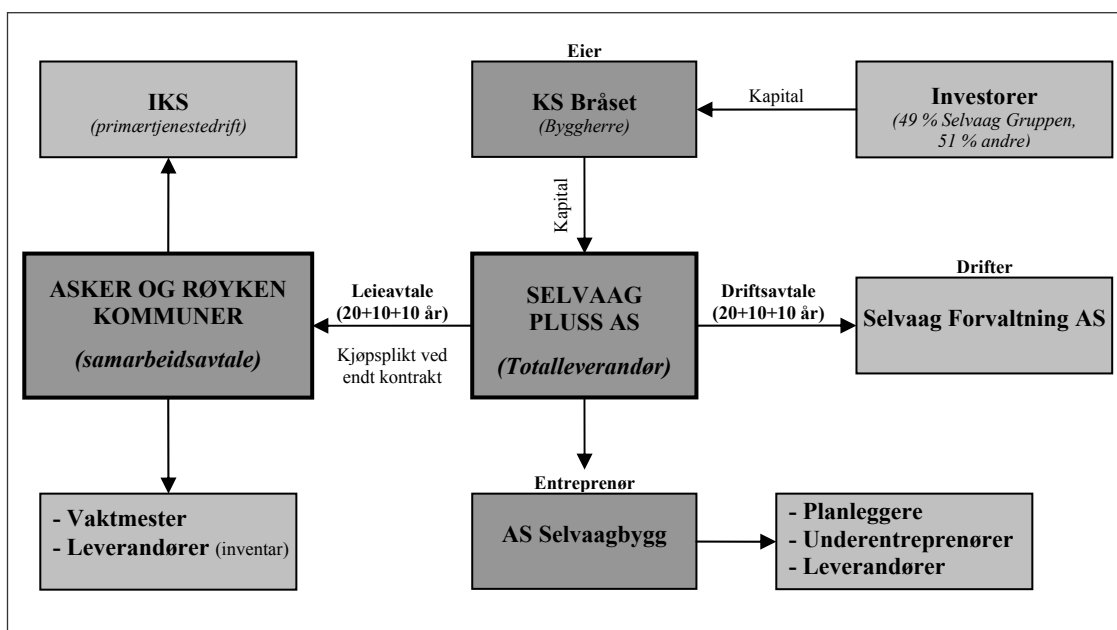 Eier
IKS
(primærtjenestedrift)
KS Bråset
(Byggherre)
Kapital
Investorer
(49 % Selvaag Gruppen,
51 % andre)
Kapital
ASKER OG RØYKEN
KOMMUNER
(samarbeidsavtale)
Leieavtale
(20+10+10 år)
Kjøpsplikt ved
endt kontrakt
SELVAAG
PLUSS AS
(Totalleverandør)
Driftsavtale
(20+10+10 år)
Drifter
Selvaag Forvaltning AS
- Vaktmester
- Leverandører (inventar)
Entreprenør
AS Selvaagbygg
- Planleggere
- Underentreprenører
- Leverandører